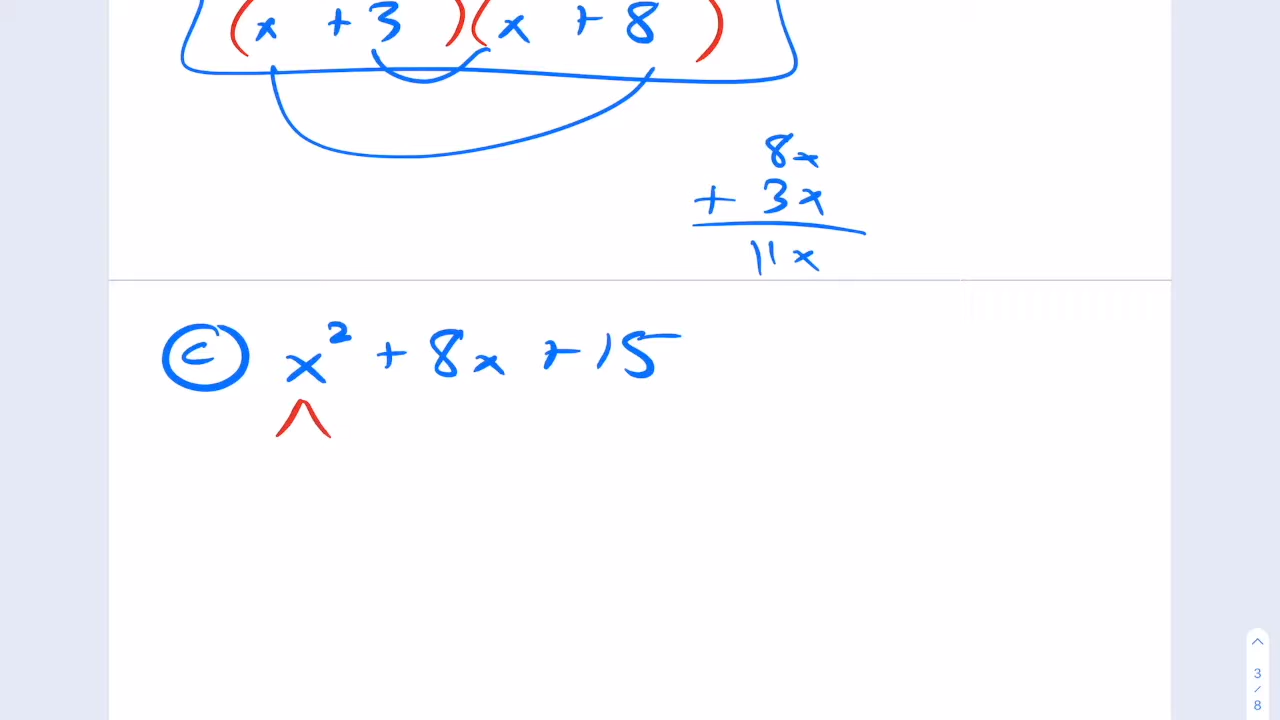 (x + 3)(x + 8)
8x
+ 3x
11x
C x² + 8x + 15
3
/
8